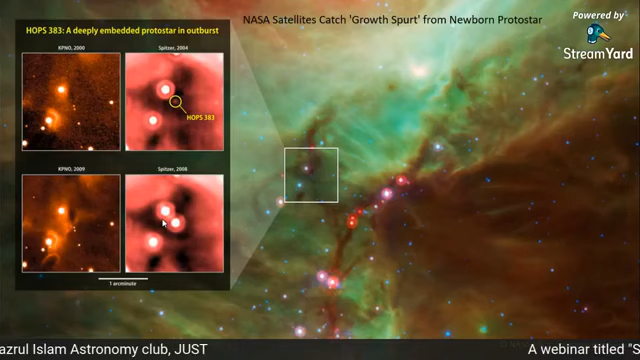 NASA Satellites Catch 'Growth Spurt' from Newborn Protostar
Powered by
StreamYard
HOPS 383: A deeply embedded protostar in outburst
KPNO, 2000
Spitzer, 2004
HOPS 383
KPNO, 2009
Spitzer, 2008
1 arcminute
azrul Islam Astronomy club, JUST
A webinar titled "S